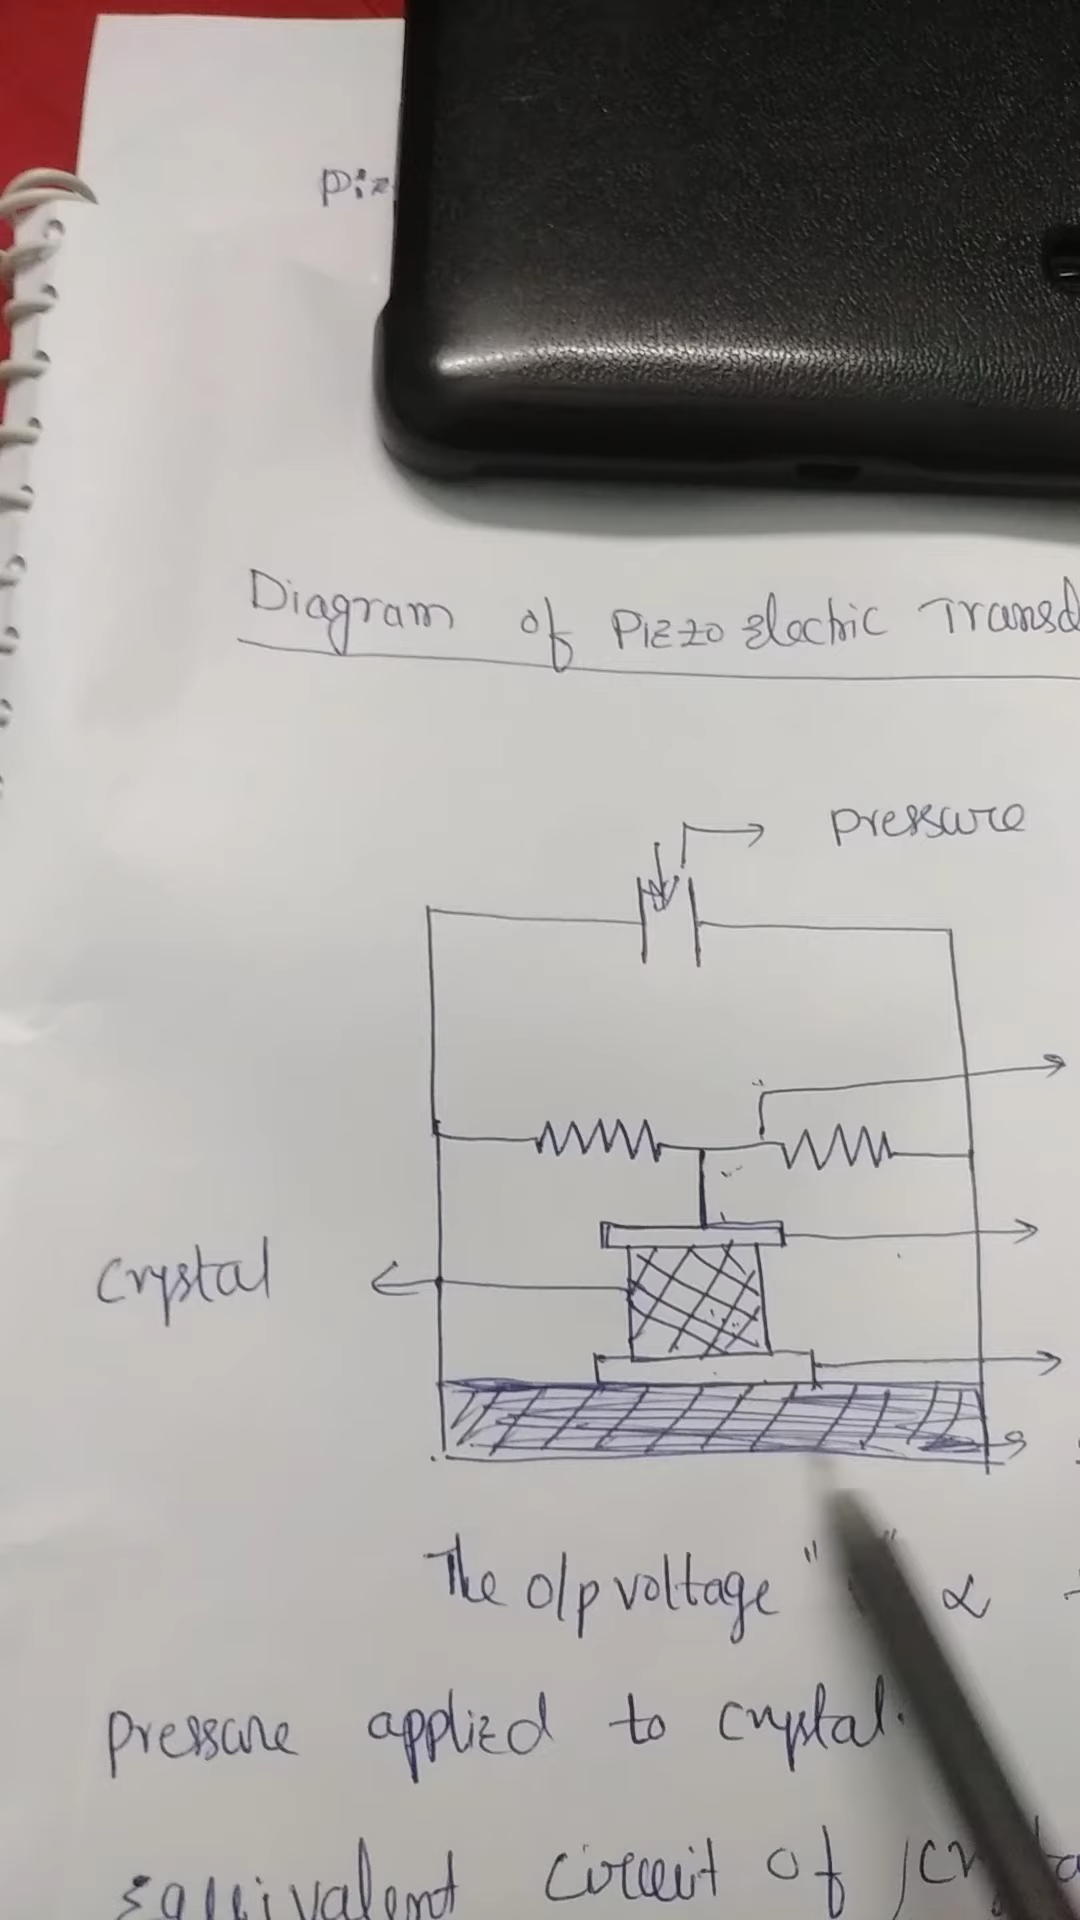 Diagram of PiEzo Electric Transd
pressure
crystal
The o/p voltage " " α
pressure applied to crystal.
Equivalent circuit of